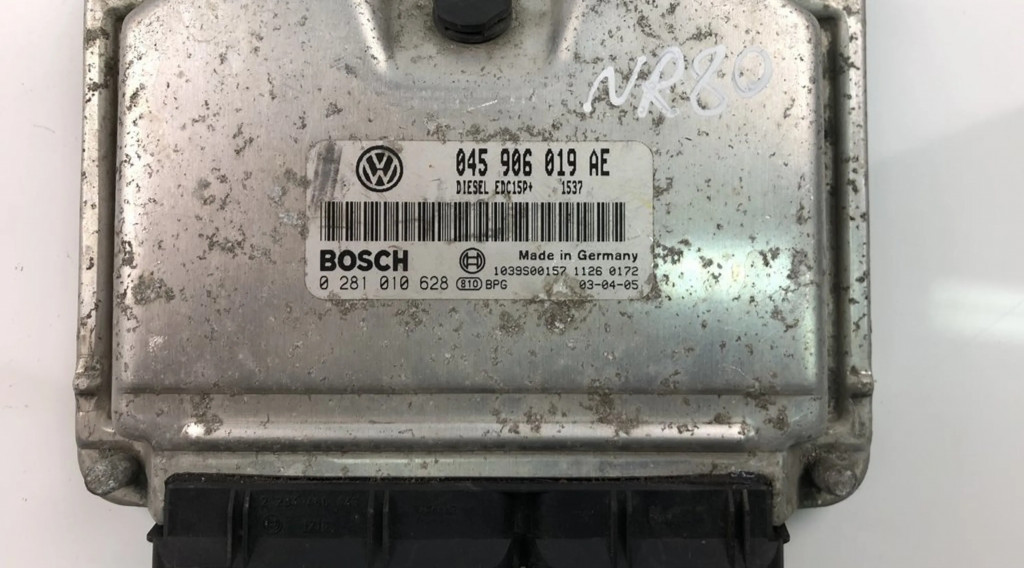 NR80
045 906 019 AE
DIESEL EDC15P+ 1537
BOSCH Made in Germany
1039S00157 1126 0172
0 281 010 628 810 BPG 03-04-05